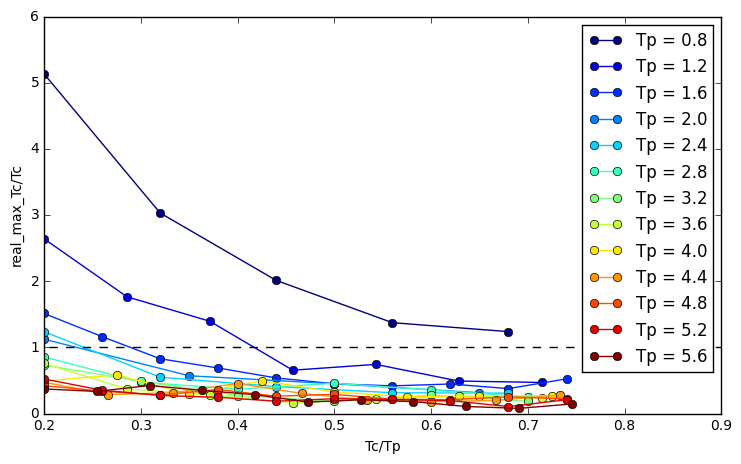 6
5
4
3
2
1
0
real_max_Tc/Tc
0.2 0.3 0.4 0.5 0.6 0.7 0.8 0.9
Tc/Tp
Tp = 0.8
Tp = 1.2
Tp = 1.6
Tp = 2.0
Tp = 2.4
Tp = 2.8
Tp = 3.2
Tp = 3.6
Tp = 4.0
Tp = 4.4
Tp = 4.8
Tp = 5.2
Tp = 5.6